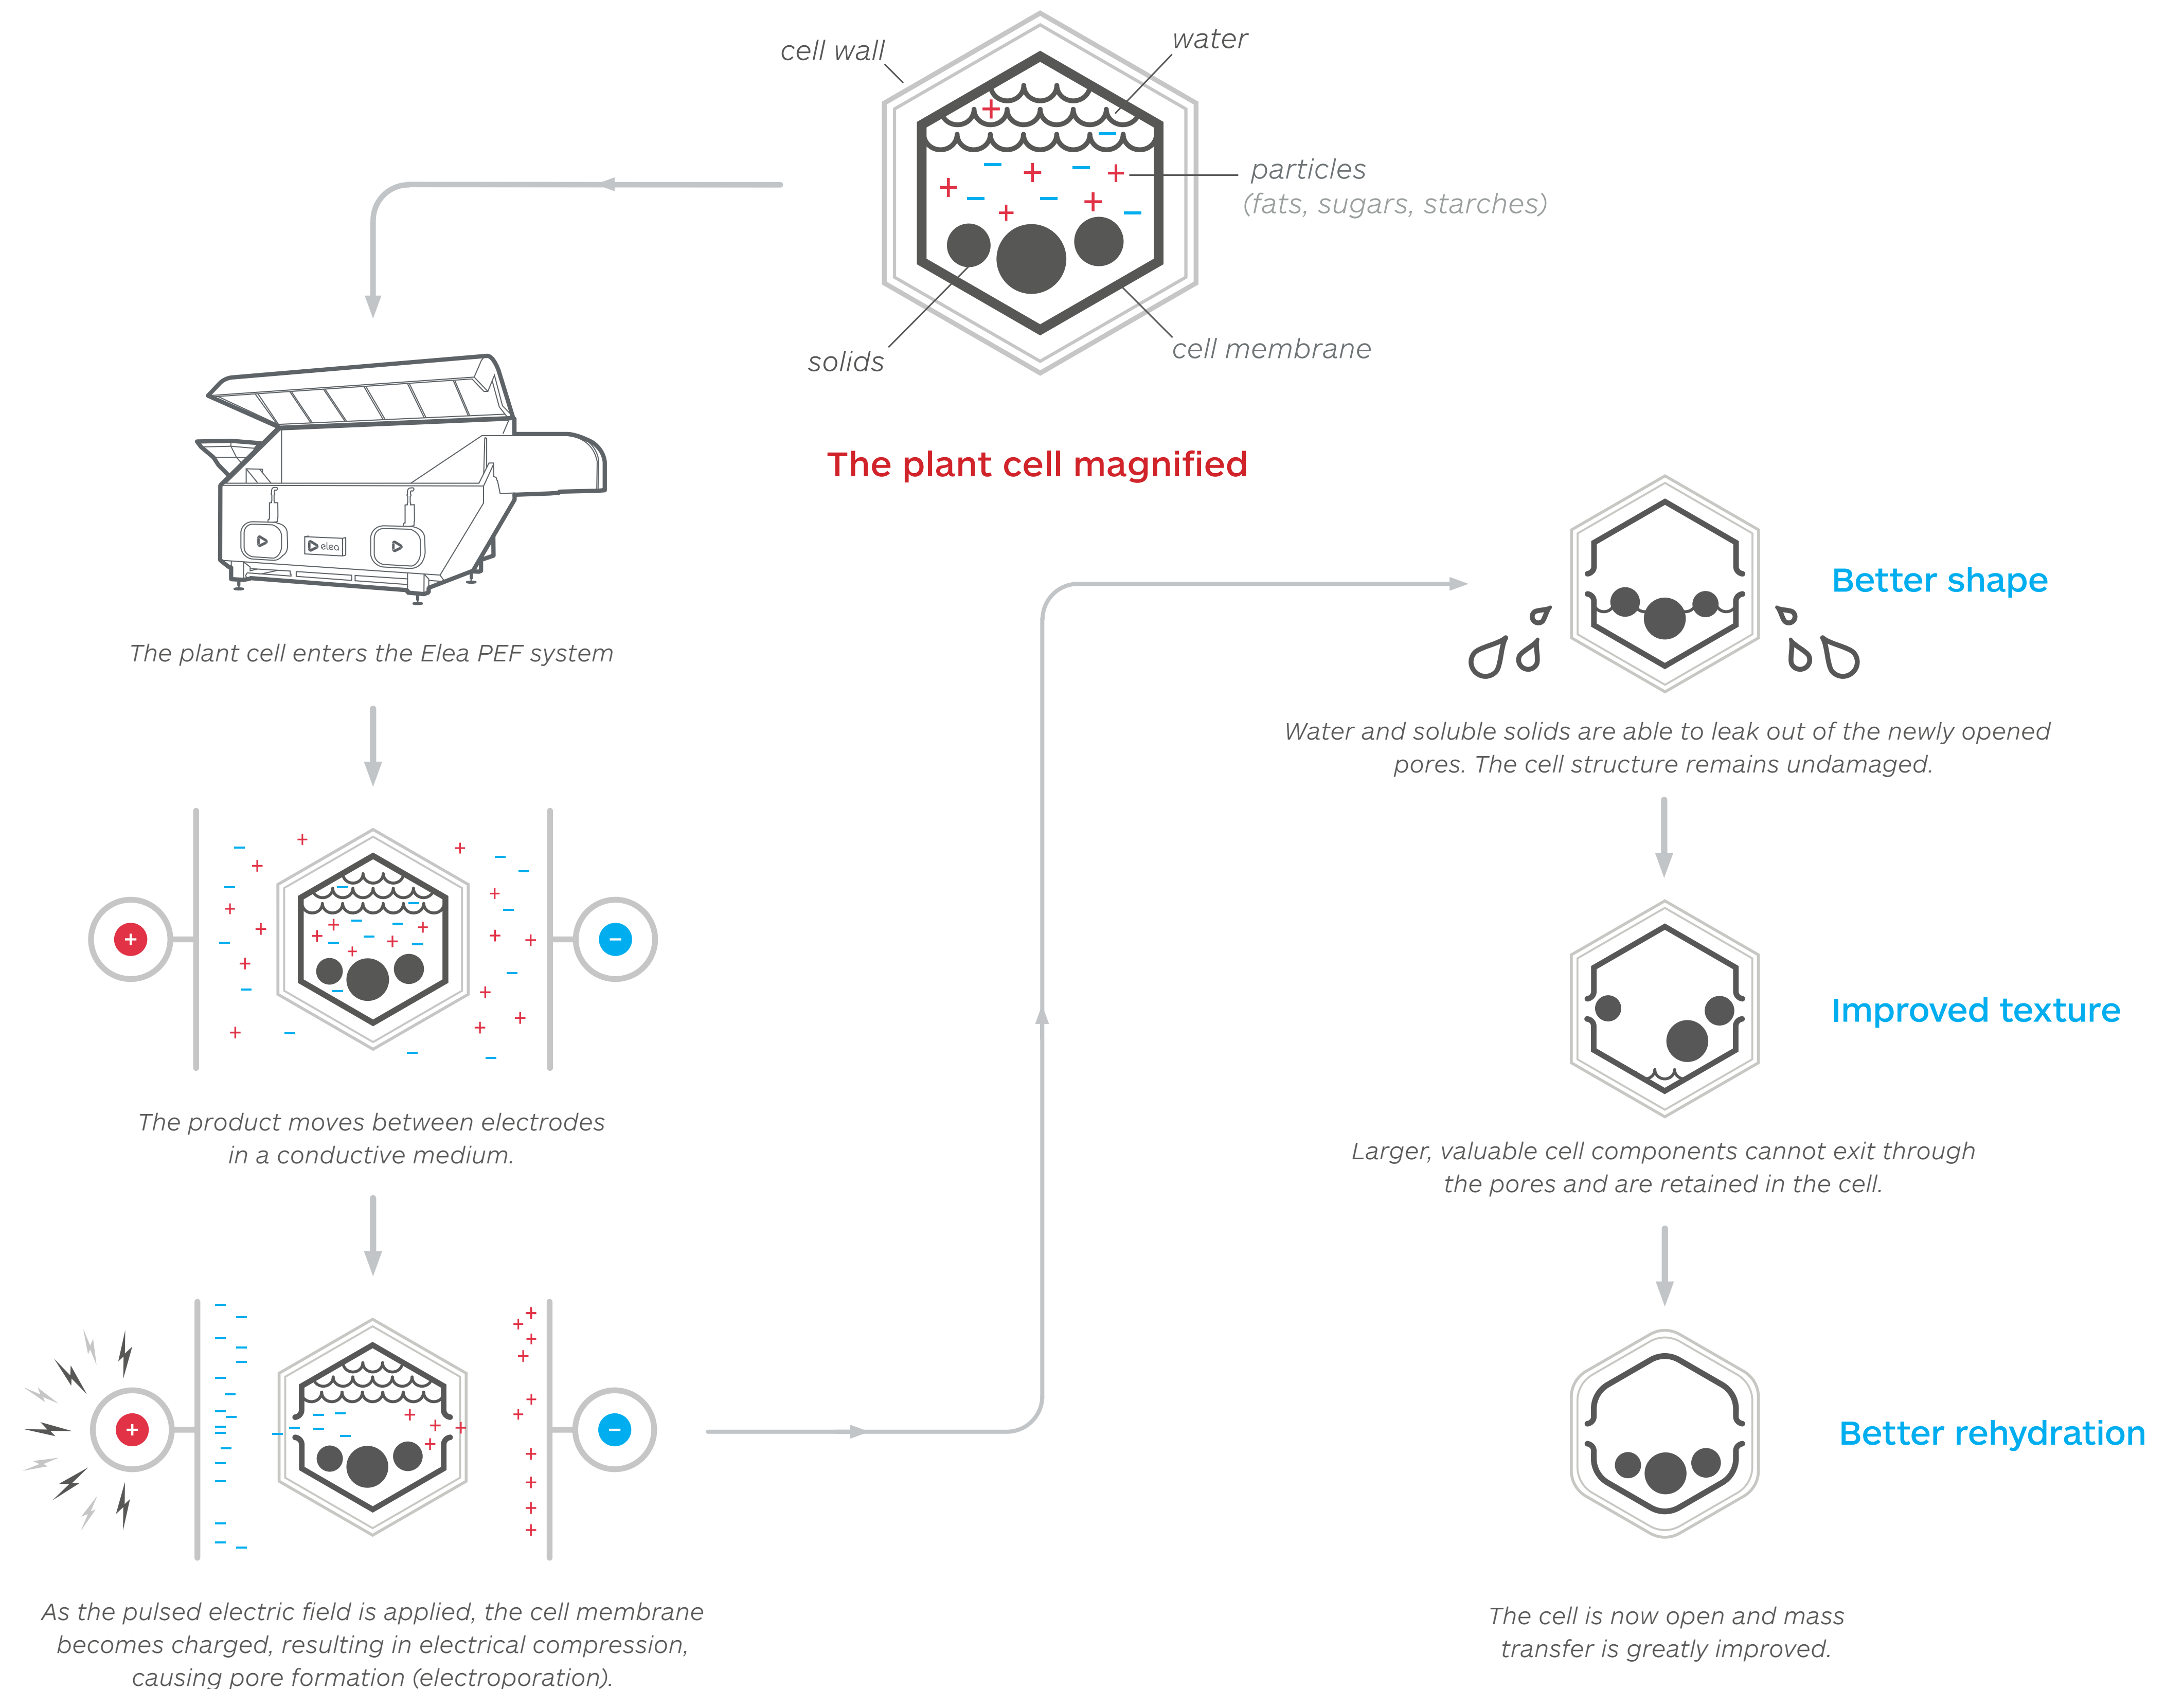 cell wall
water
particles
(fats, sugars, starches)
solids
cell membrane
The plant cell magnified
elea
The plant cell enters the Elea PEF system
The product moves between electrodes
in a conductive medium.
As the pulsed electric field is applied, the cell membrane
becomes charged, resulting in electrical compression,
causing pore formation (electroporation).
Better shape
Water and soluble solids are able to leak out of the newly opened
pores. The cell structure remains undamaged.
Improved texture
Larger, valuable cell components cannot exit through
the pores and are retained in the cell.
Better rehydration
The cell is now open and mass
transfer is greatly improved.